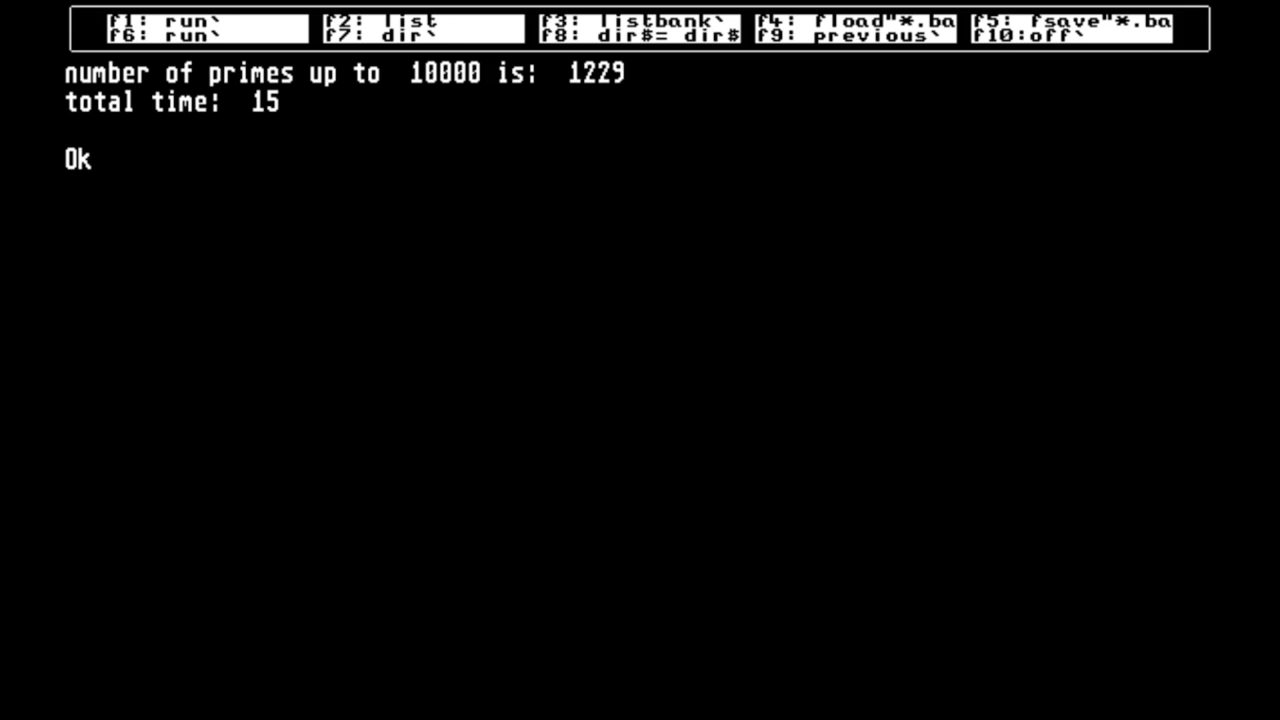 f1: run` f2: list f3: listbank` f4: fload"*.ba f5: fsave"*.ba
f6: run` f7: dir` f8: dir#= dir# f9: previous` f10:off`
number of primes up to 10000 is: 1229
total time: 15
Ok